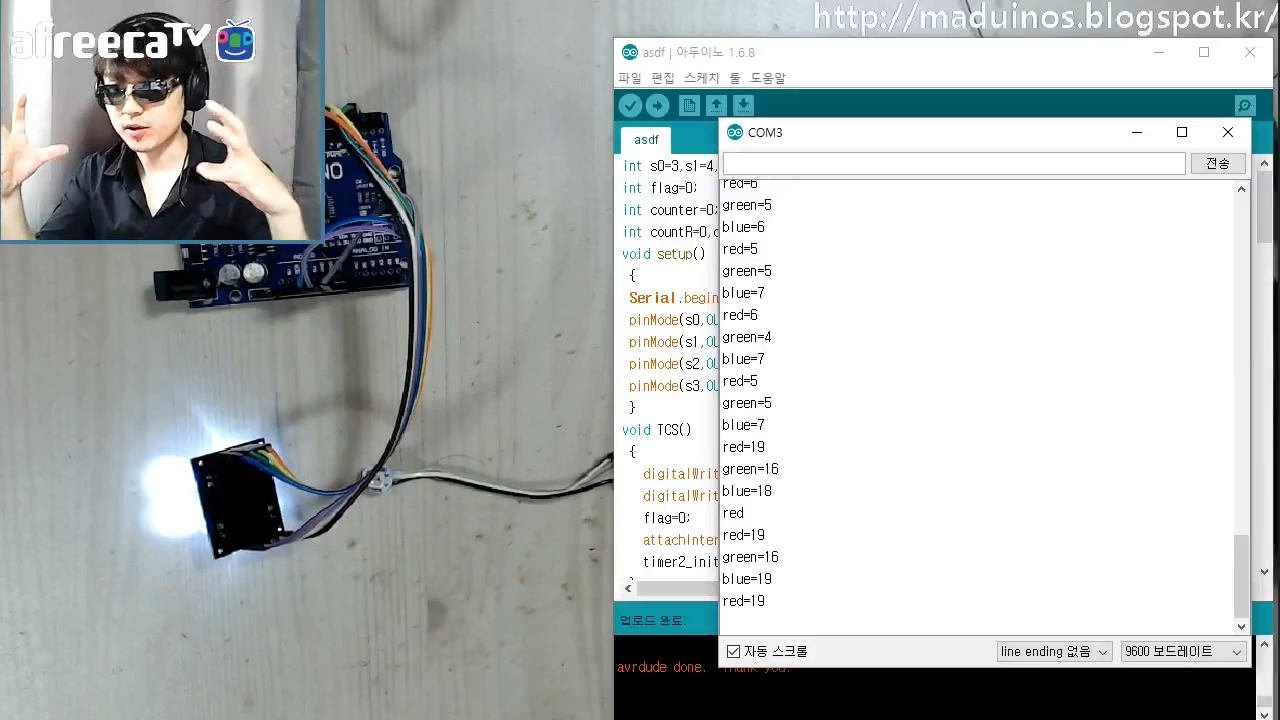 afreecaTV
http://maduinos.blogspot.kr/
asdf | 아두이노 1.6.8
파일 편집 스케치 툴 도움말
asdf
int s0=3,s1=4,
int flag=0;
int counter=0;
int countR=0,
void setup()
{
Serial.begin
pinMode(s0,OU
pinMode(s1,OU
pinMode(s2,OU
pinMode(s3,OU
}
void TCS()
{
digitalWrit
digitalWrit
flag=0;
attachInter
timer2_init
업로드 완료.
avrdude done. Thank you.
COM3
전송
red=6
green=5
blue=6
red=5
green=5
blue=7
red=6
green=4
blue=7
red=5
green=5
blue=7
red=19
green=16
blue=18
red
red=19
green=16
blue=19
red=19
자동 스크롤
line ending 없음
9600 보드레이트
ANALOG IN